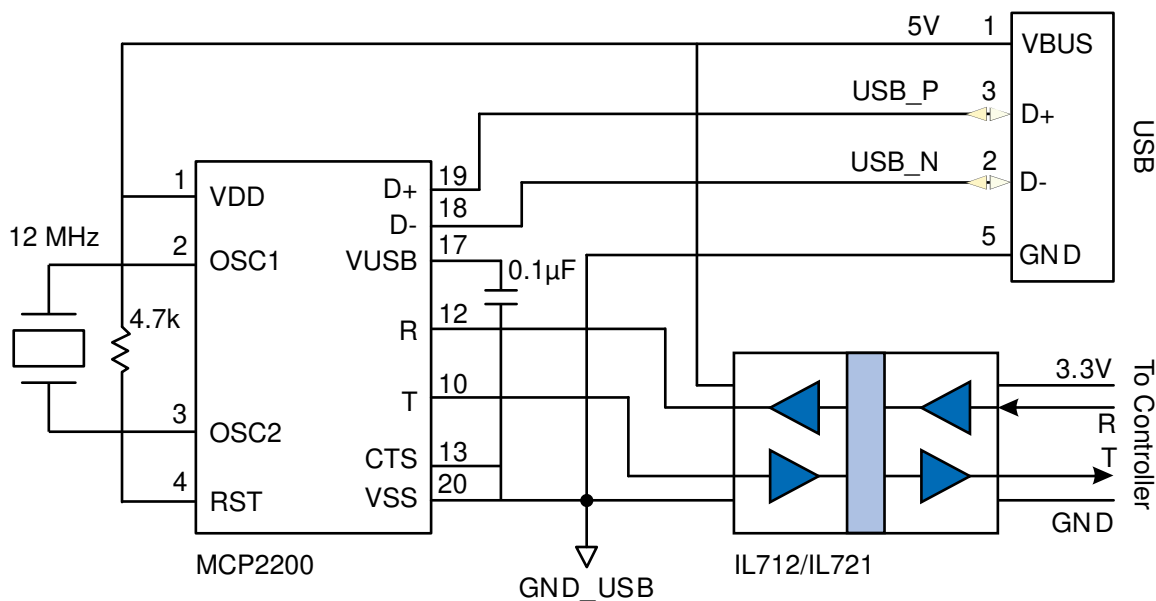 5V
1
VBUS
USB_P
3
D+
USB
USB_N
2
D-
5
GND
1
VDD
D+
19
D-
18
12 MHz
2
OSC1
VUSB
17
0.1µF
4.7k
R
12
T
10
3
OSC2
CTS
13
4
RST
VSS
20
3.3V
R
T
GND
To Controller
MCP2200
GND_USB
IL712/IL721